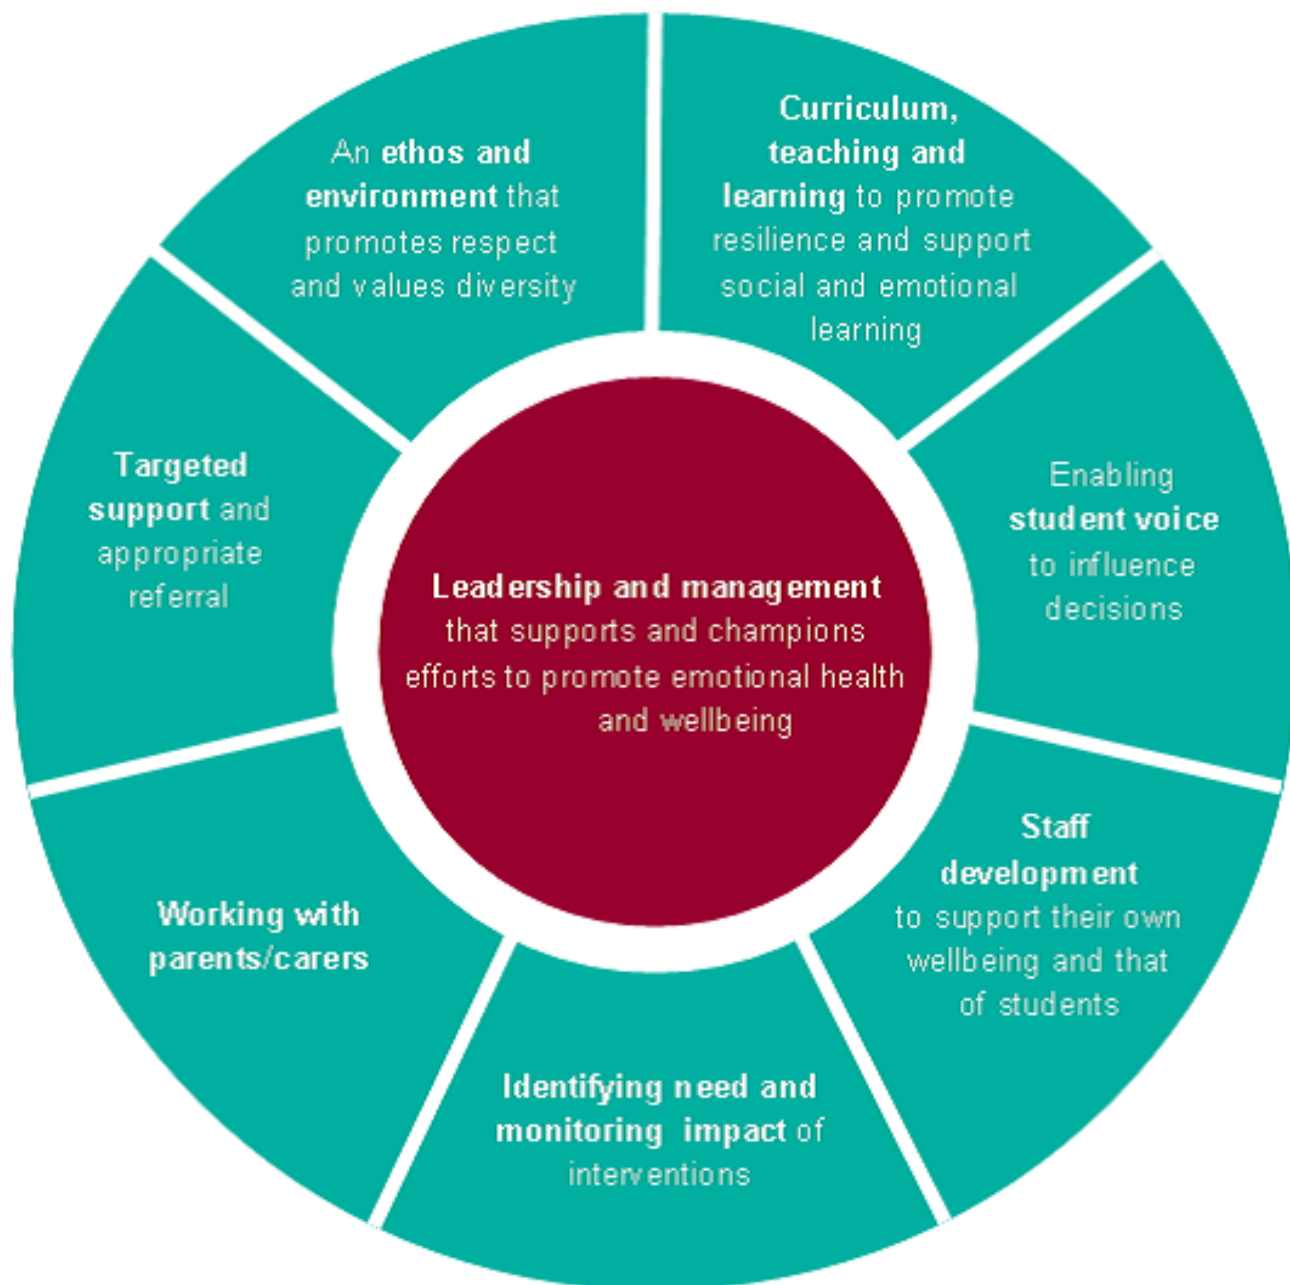 An ethos and
environment that
promotes respect
and values diversity
Curriculum,
teaching and
learning to promote
resilience and support
social and emotional
learning
Enabling
student voice
to influence
decisions
Staff
development
to support their own
wellbeing and that
of students
Identifying need and
monitoring impact of
interventions
Working with
parents/carers
Targeted
support and
appropriate
referral
Leadership and management
that supports and champions
efforts to promote emotional health
and wellbeing